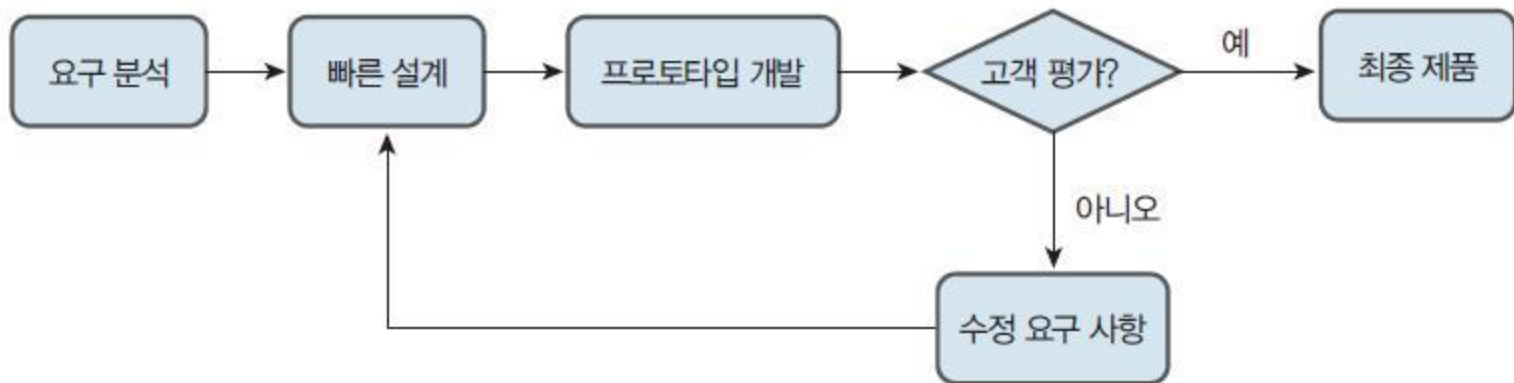 요구 분석
빠른 설계
프로토타입 개발
고객 평가?
예
최종 제품
아니오
수정 요구 사항